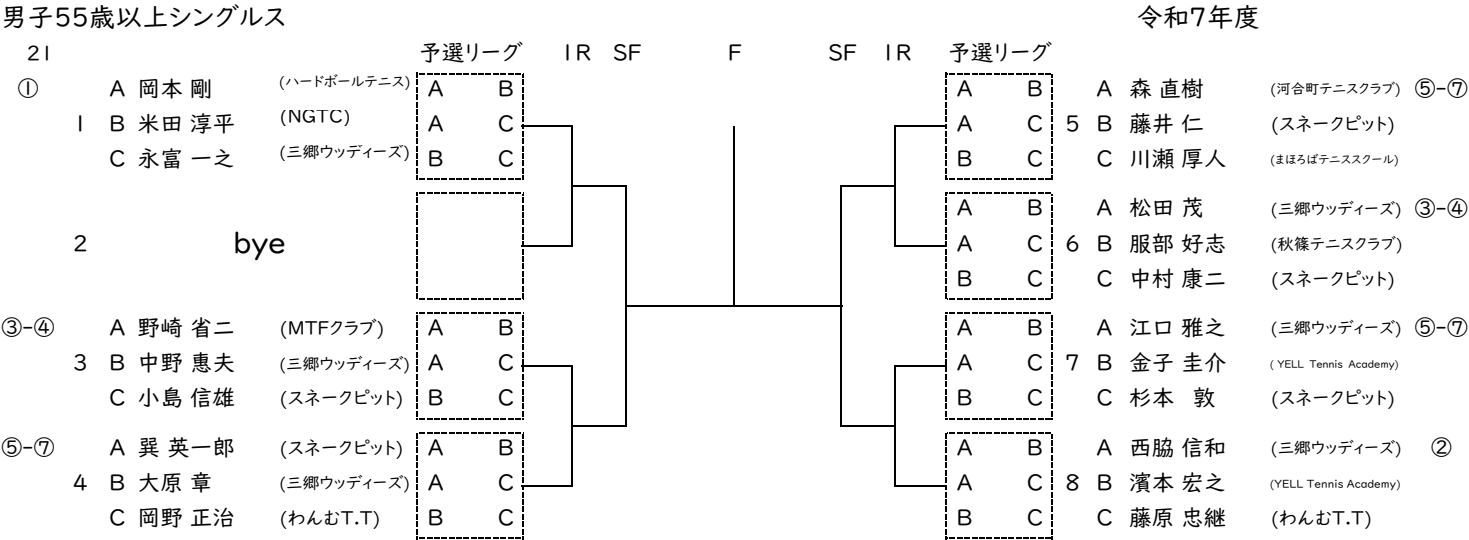 男子55歳以上シングルス 令和7年度
21 予選リーグ 1R SF F SF 1R 予選リーグ
① A 岡本 剛 (ハードボールテニス) A B A B A 森 直樹 (河合町テニスクラブ) ⑤-⑦
1 B 米田 淳平 (NGTC) A C A C 5 B 藤井 仁 (スネークピット)
C 永富 一之 (三郷ウッディーズ) B C B C C 川瀬 厚人 (まほろばテニススクール)
A B A 松田 茂 (三郷ウッディーズ) ③-④
2 bye A C 6 B 服部 好志 (秋篠テニスクラブ)
B C C 中村 康二 (スネークピット)
③-④ A 野崎 省二 (MTFクラブ) A B A B A 江口 雅之 (三郷ウッディーズ) ⑤-⑦
3 B 中野 惠夫 (三郷ウッディーズ) A C A C 7 B 金子 圭介 (YELL Tennis Academy)
C 小島 信雄 (スネークピット) B C B C C 杉本 敦 (スネークピット)
⑤-⑦ A 巽 英一郎 (スネークピット) A B A B A 西脇 信和 (三郷ウッディーズ) ②
4 B 大原 章 (三郷ウッディーズ) A C A C 8 B 濱本 宏之 (YELL Tennis Academy)
C 岡野 正治 (わんむT.T) B C B C C 藤原 忠継 (わんむT.T)